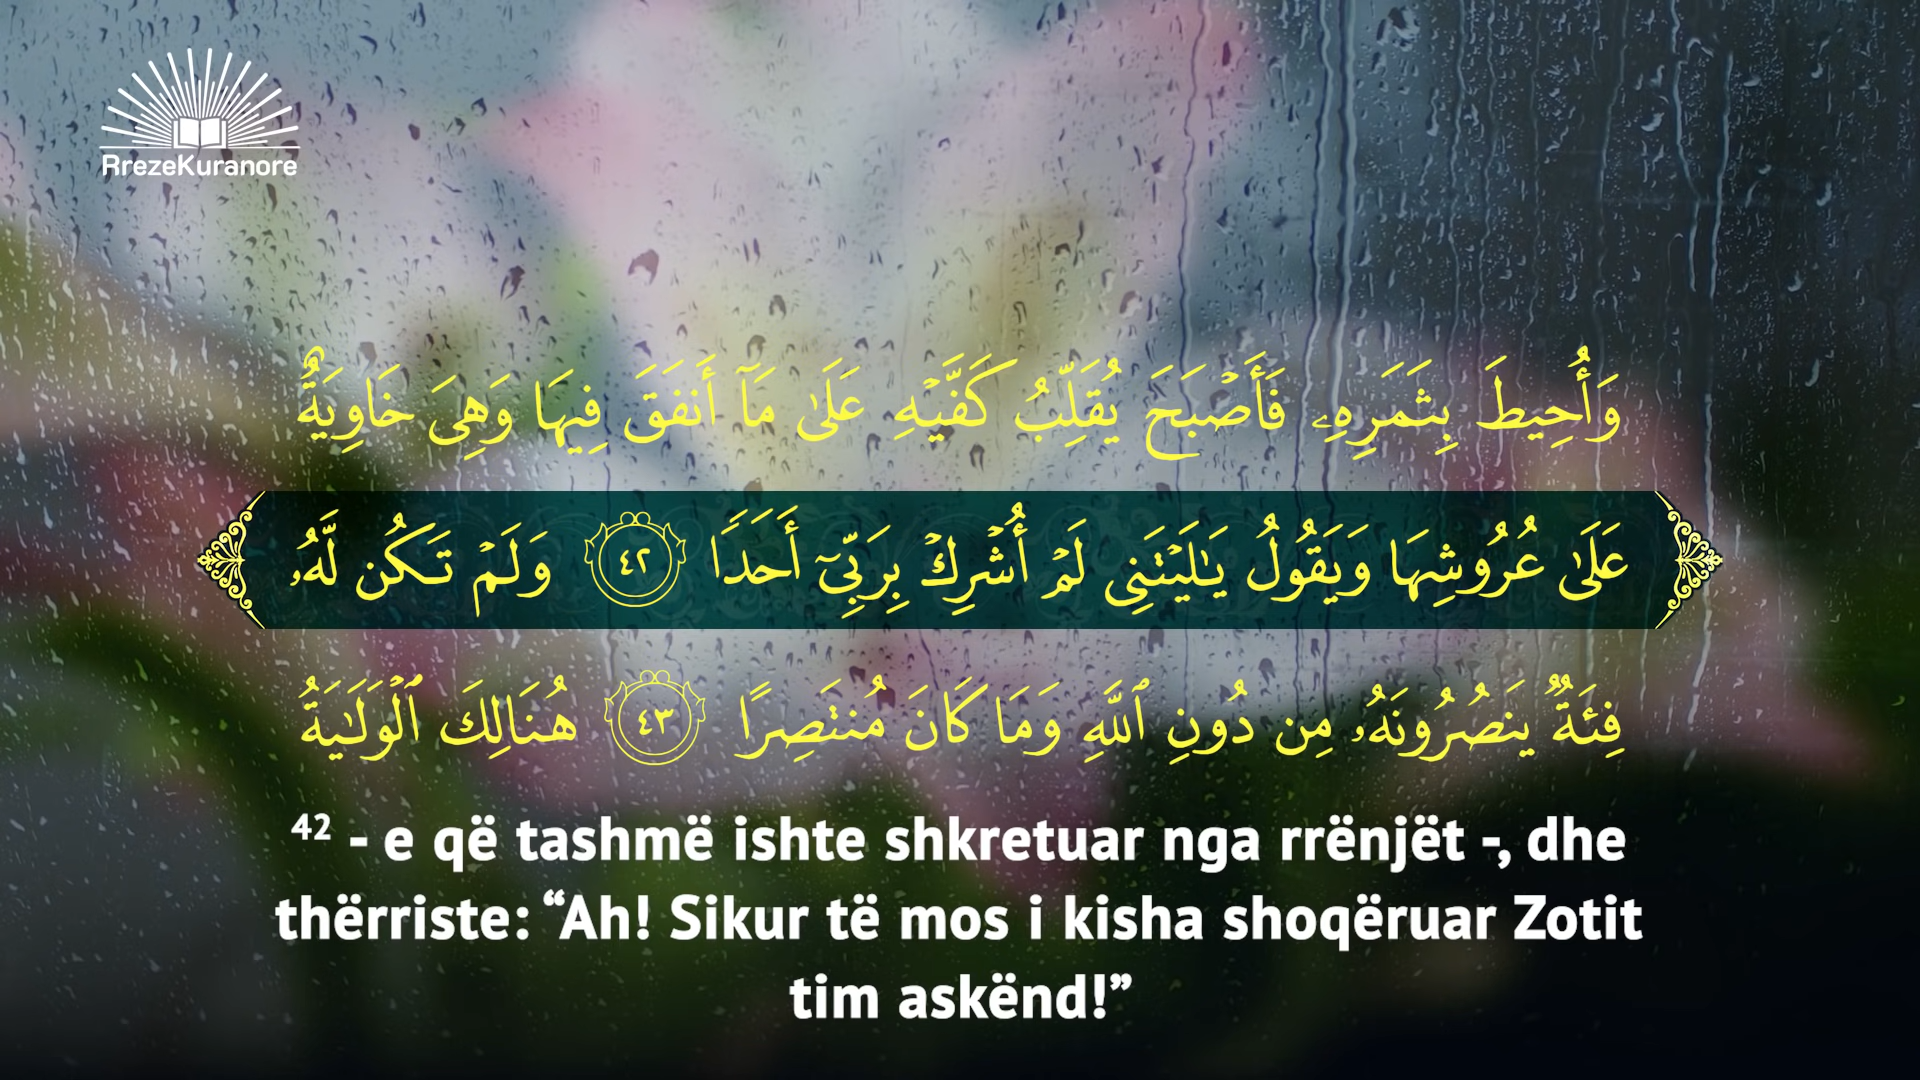 RrezeKuranore
وَأُحِيطَ بِثَمَرِهِۦ فَأَصۡبَحَ يُقَلِّبُ كَفَّيۡهِ عَلَىٰ مَآ أَنفَقَ فِيهَا وَهِيَ خَاوِيَةٌ
عَلَىٰ عُرُوشِهَا وَيَقُولُ يَٰلَيۡتَنِي لَمۡ أُشۡرِكۡ بِرَبِّيٓ أَحَدٗا ٤٢ وَلَمۡ تَكُن لَّهُۥ
فِئَةٞ يَنصُرُونَهُۥ مِن دُونِ ٱللَّهِ وَمَا كَانَ مُنتَصِرًا ٤٣ هُنَالِكَ ٱلۡوَلَٰيَةُ
42 - e që tashmë ishte shkretuar nga rrënjët -, dhe
thërriste: “Ah! Sikur të mos i kisha shoqëruar Zotit
tim askënd!”